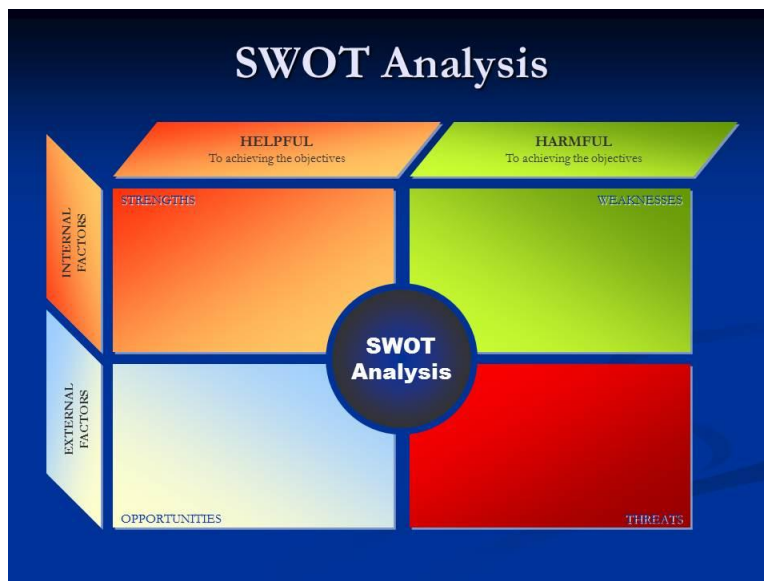 SWOT Analysis
HELPFUL
To achieving the objectives
HARMFUL
To achieving the objectives
INTERNAL
FACTORS
STRENGTHS
WEAKNESSES
SWOT
Analysis
EXTERNAL
FACTORS
OPPORTUNITIES
THREATS